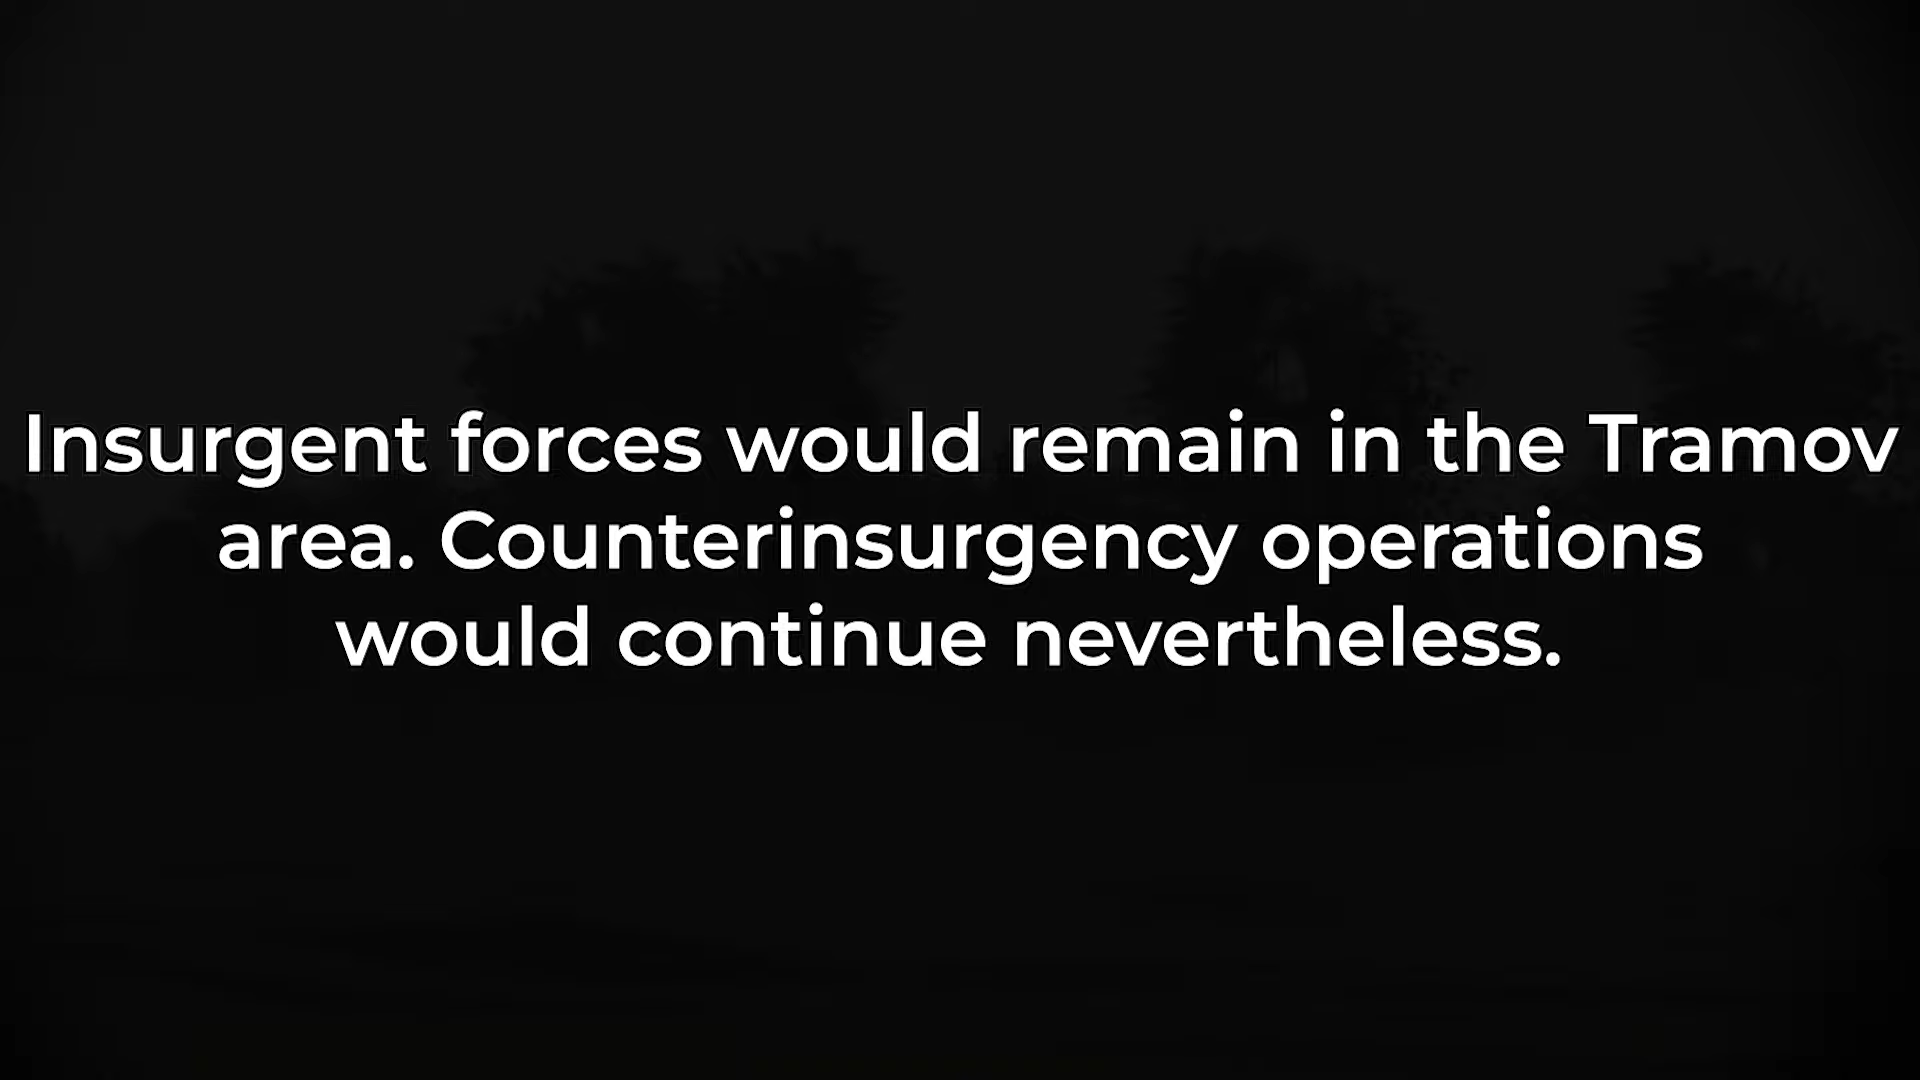 Insurgent forces would remain in the Tramov
area. Counterinsurgency operations
would continue nevertheless.